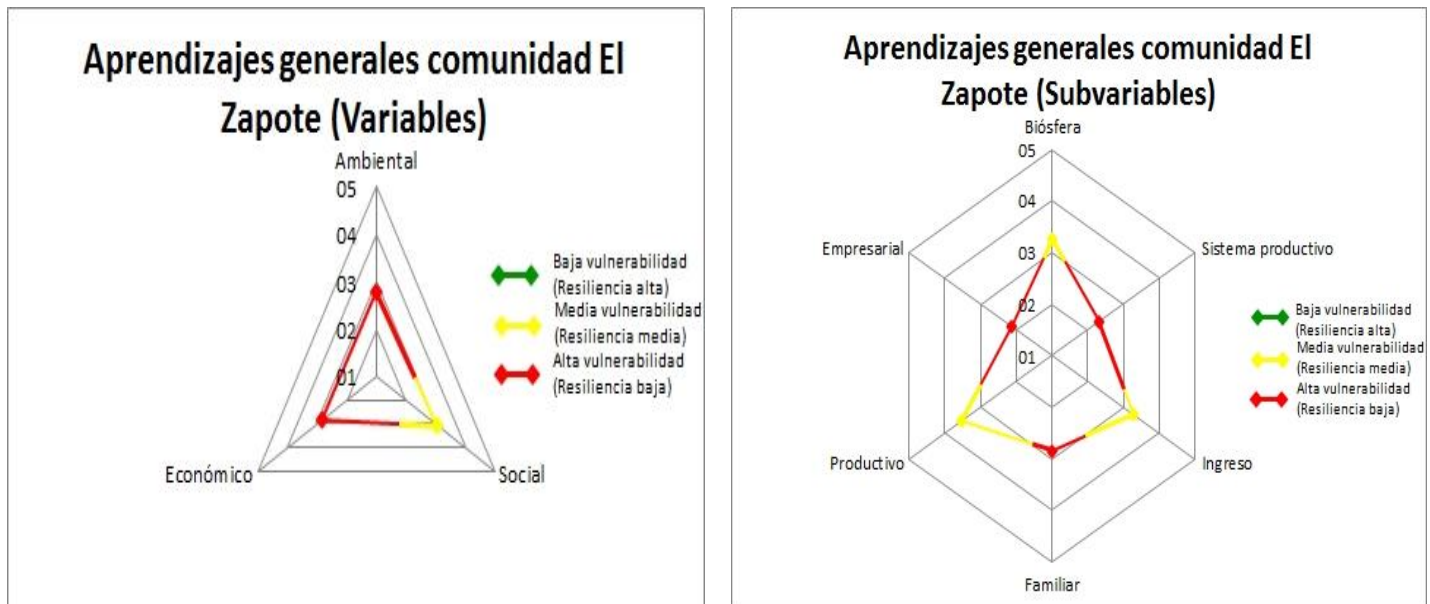 Aprendizajes generales comunidad El
Zapote (Variables)
Ambiental
05
04
03
02
01
Económico
Social
Baja vulnerabilidad
(Resiliencia alta)
Media vulnerabilidad
(Resiliencia media)
Alta vulnerabilidad
(Resiliencia baja)
Aprendizajes generales comunidad El
Zapote (Subvariables)
Biósfera
05
04
03
02
01
Empresarial
Sistema productivo
Productivo
Ingreso
Familiar
Baja vulnerabilidad
(Resiliencia alta)
Media vulnerabilidad
(Resiliencia media)
Alta vulnerabilidad
(Resiliencia baja)